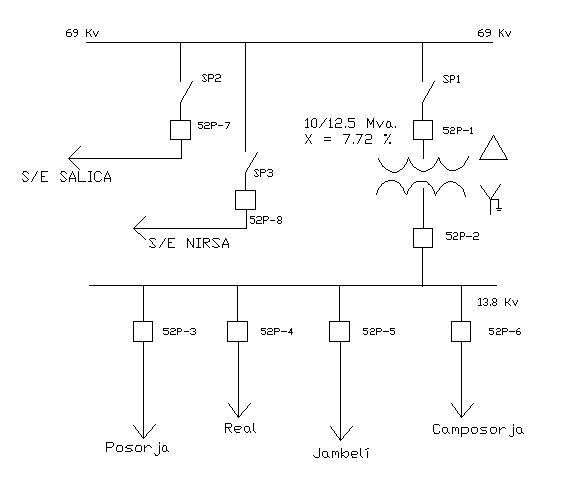 69 Kv
69 Kv
SP2
SP1
10/12.5 Mva.
X = 7.72 %
52P-7
52P-1
SP3
S/E SALICA
52P-8
S/E NIRSA
52P-2
13.8 Kv
52P-3
52P-4
52P-5
52P-6
Posorja
Real
Jambelí
Camposorja